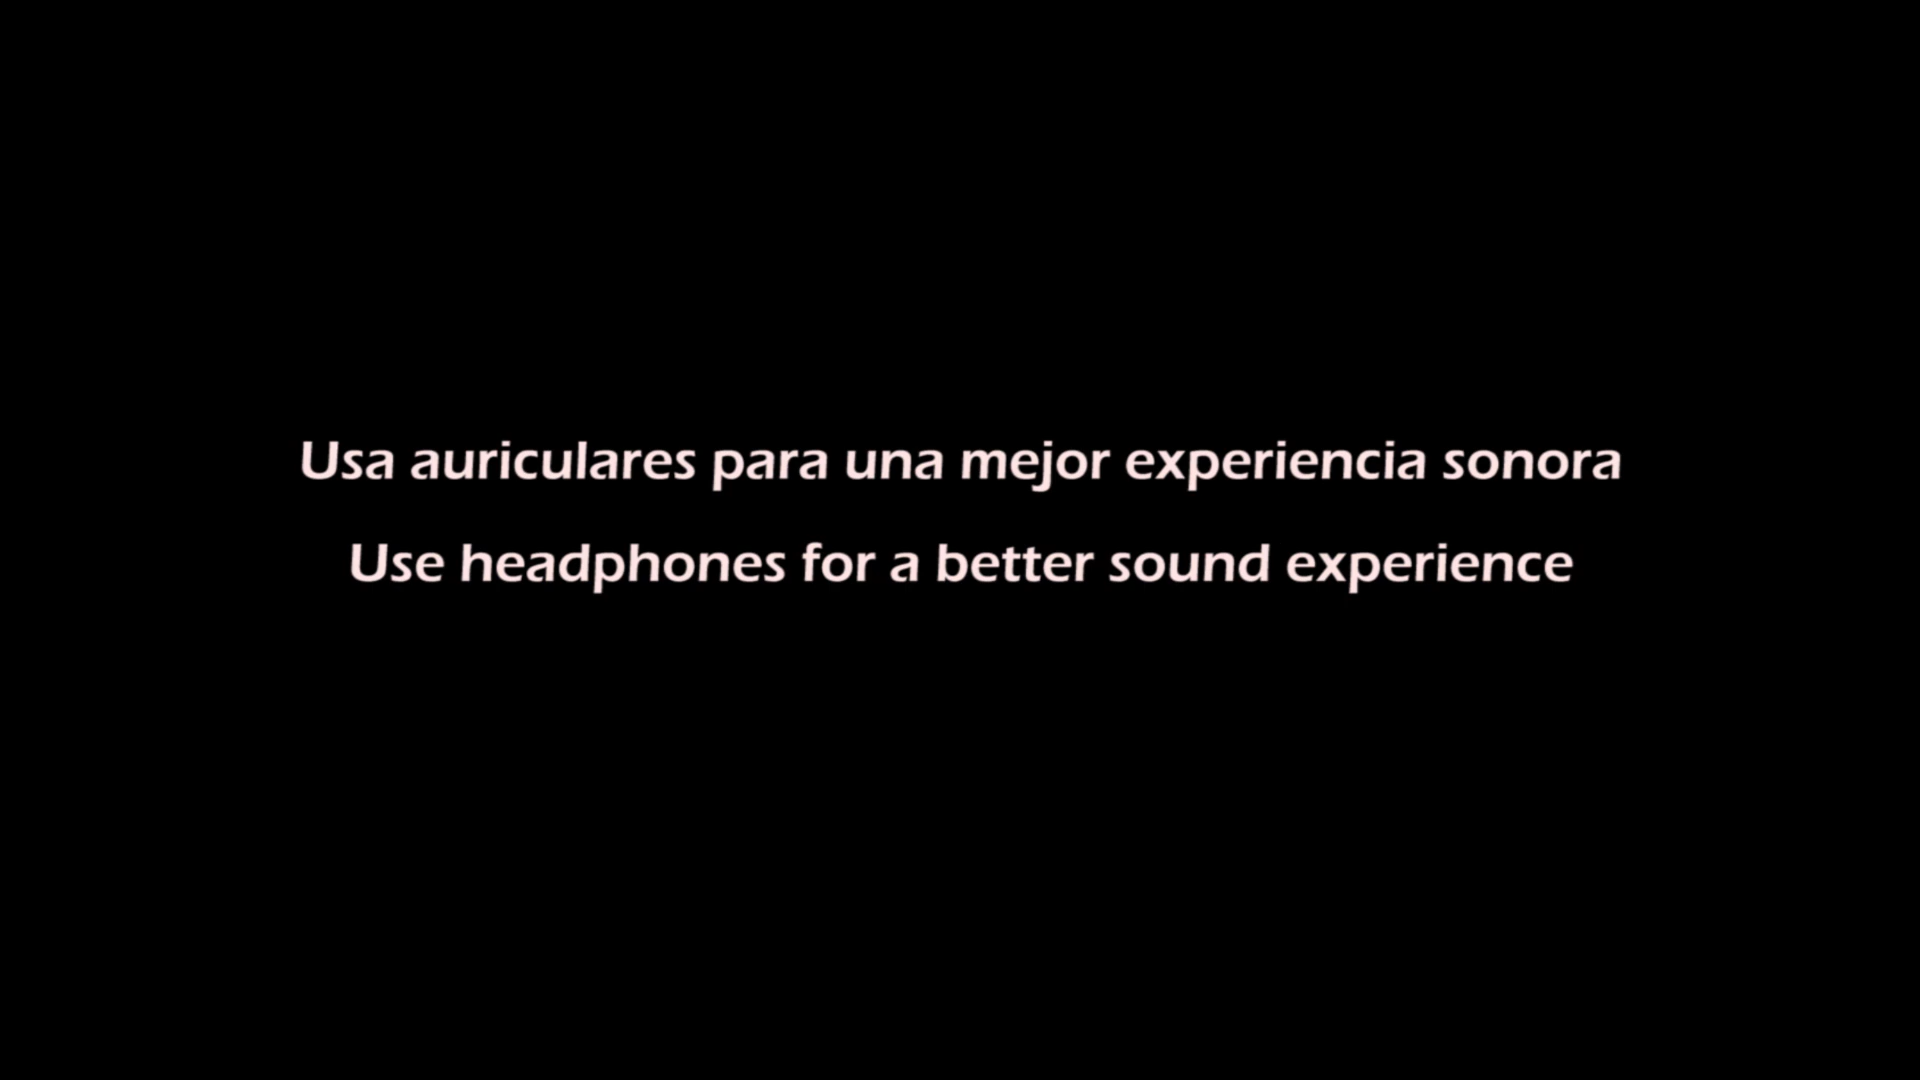 Usa auriculares para una mejor experiencia sonora
Use headphones for a better sound experience